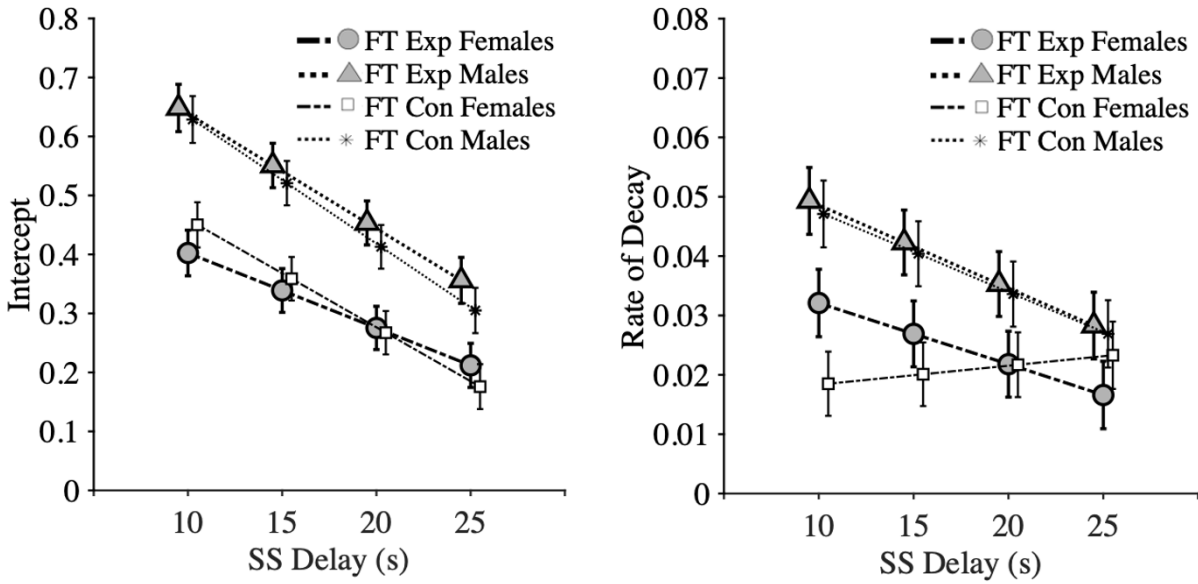 0.8
0.7
0.6
0.5
0.4
0.3
0.2
0.1
0
Intercept
10 15 20 25
SS Delay (s)
FT Exp Females
FT Exp Males
FT Con Females
FT Con Males
0.08
0.07
0.06
0.05
0.04
0.03
0.02
0.01
0
Rate of Decay
10 15 20 25
SS Delay (s)
FT Exp Females
FT Exp Males
FT Con Females
FT Con Males